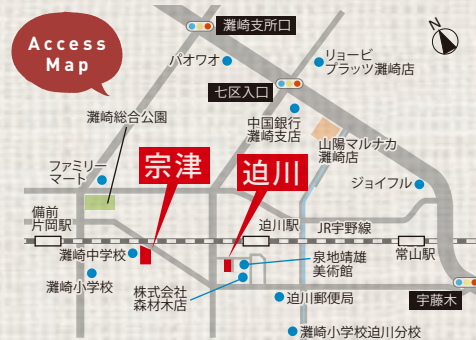 Access
Map
灘崎支所口
N
パオワオ
リョービ
プラッツ灘崎店
七区入口
中国銀行
灘崎支店
灘崎総合公園
山陽マルナカ
灘崎店
ファミリー
マート
宗津
迫川
ジョイフル
備前
片岡駅
迫川駅
JR宇野線
常山駅
灘崎中学校
泉地靖雄
美術館
灘崎小学校
株式会社
森材木店
迫川郵便局
宇藤木
灘崎小学校迫川分校